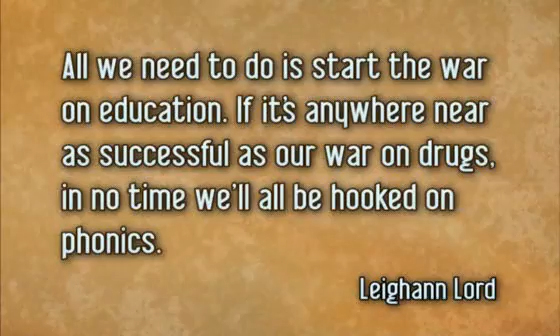 All we need to do is start the war
on education. If it's anywhere near
as successful as our war on drugs,
in no time we'll all be hooked on
phonics.
Leighann Lord